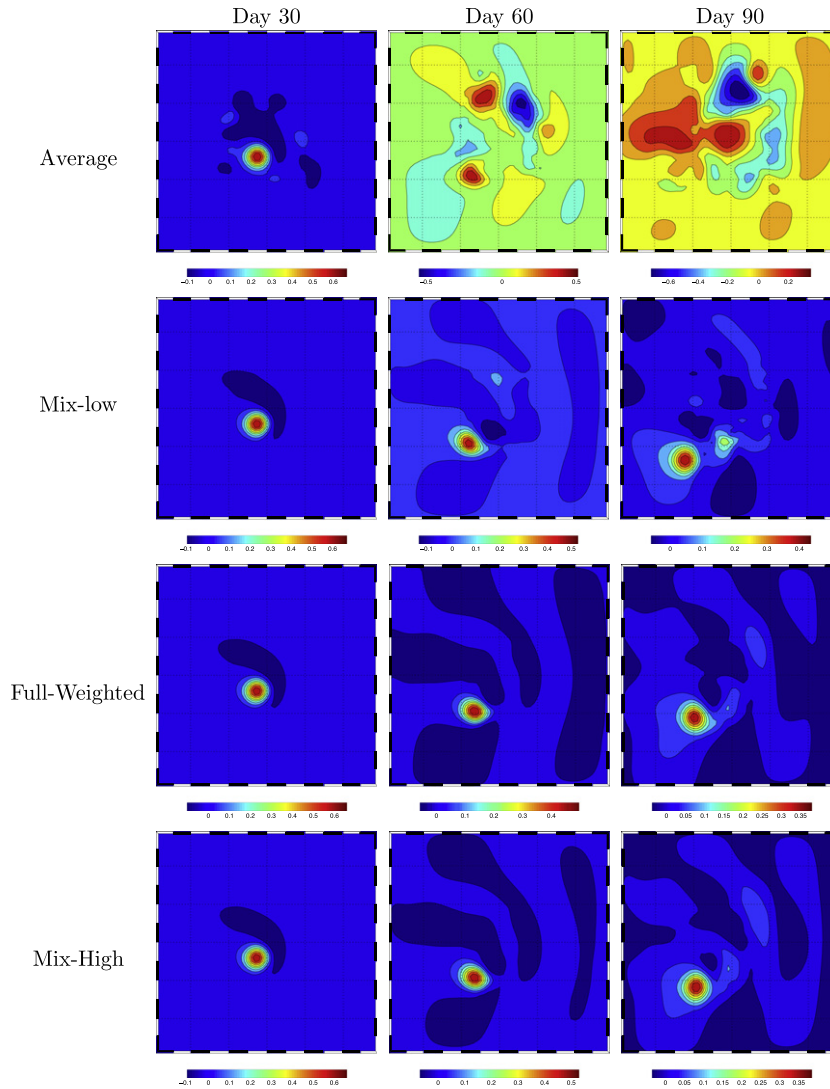 Day 30 Day 60 Day 90
Average
-0.1 0 0.1 0.2 0.3 0.4 0.5 0.6
-0.5 0 0.5
-0.6 -0.4 -0.2 0 0.2
Mix-low
-0.1 0 0.1 0.2 0.3 0.4 0.5 0.6
-0.1 0 0.1 0.2 0.3 0.4 0.5
0 0.1 0.2 0.3 0.4
Full-Weighted
0 0.1 0.2 0.3 0.4 0.5 0.6
0 0.1 0.2 0.3 0.4
0 0.05 0.1 0.15 0.2 0.25 0.3 0.35
Mix-High
-0.1 0 0.1 0.2 0.3 0.4 0.5 0.6
0 0.1 0.2 0.3 0.4 0.5
0 0.05 0.1 0.15 0.2 0.25 0.3 0.35